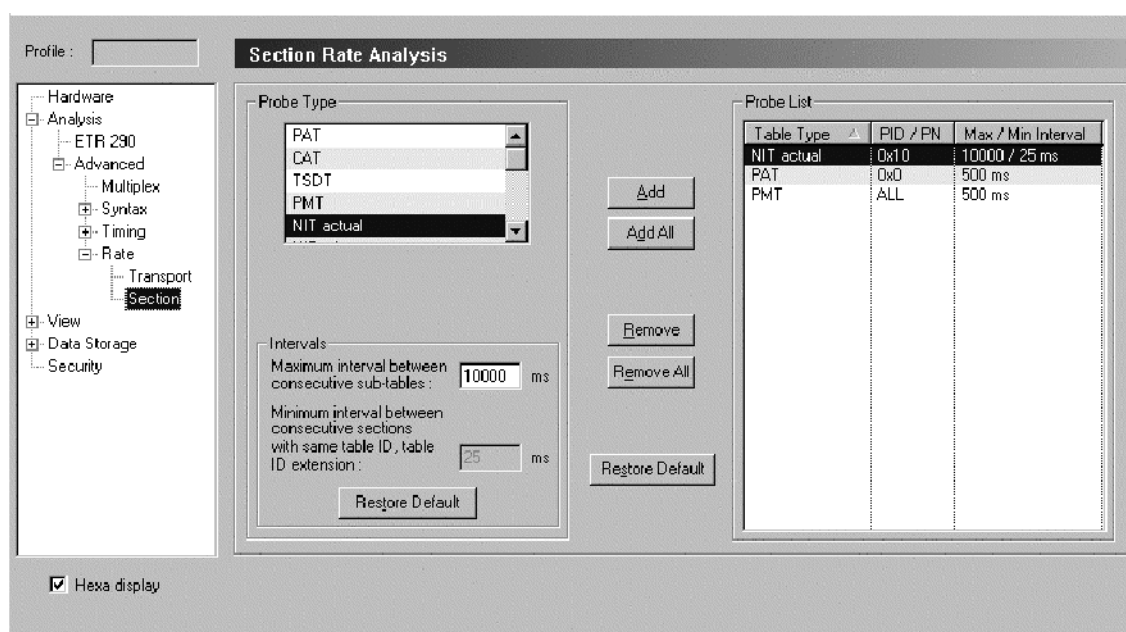 Profile :
Section Rate Analysis
Hardware
Analysis
ETR 290
Advanced
Multiplex
Syntax
Timing
Rate
Transport
Section
View
Data Storage
Security
Probe Type
PAT
CAT
TSDT
PMT
NIT actual
Intervals
Maximum interval between
consecutive sub-tables : 10000 ms
Minimum interval between
consecutive sections
with same table ID, table
ID extension : 25 ms
Restore Default
Add
Add All
Remove
Remove All
Restore Default
Probe List
Table Type PID / PN Max / Min Interval
NIT actual 0x10 10000 / 25 ms
PAT 0x0 500 ms
PMT ALL 500 ms
Hexa display